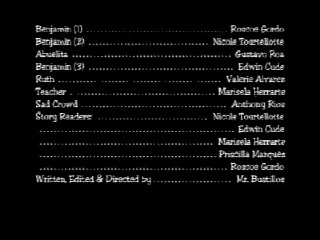 Benjamin (1) ........................ Roscoe Gordo
Benjamin (2) ........................ Nicole Tourtellotte
Abuelita ........................ Gustavo Roa
Benjamin (3) ........................ Edwin Cude
Ruth ........................ Valerie Alvarez
Teacher ........................ Marisela Herrarte
Sad Crowd ........................ Anthony Rios
Story Readers: ........................ Nicole Tourtellotte
........................ Edwin Cude
........................ Marisela Herrarte
........................ Priscilla Marqués
........................ Roscoe Gordo
Written, Edited & Directed by ........................ Mr. Bustillos